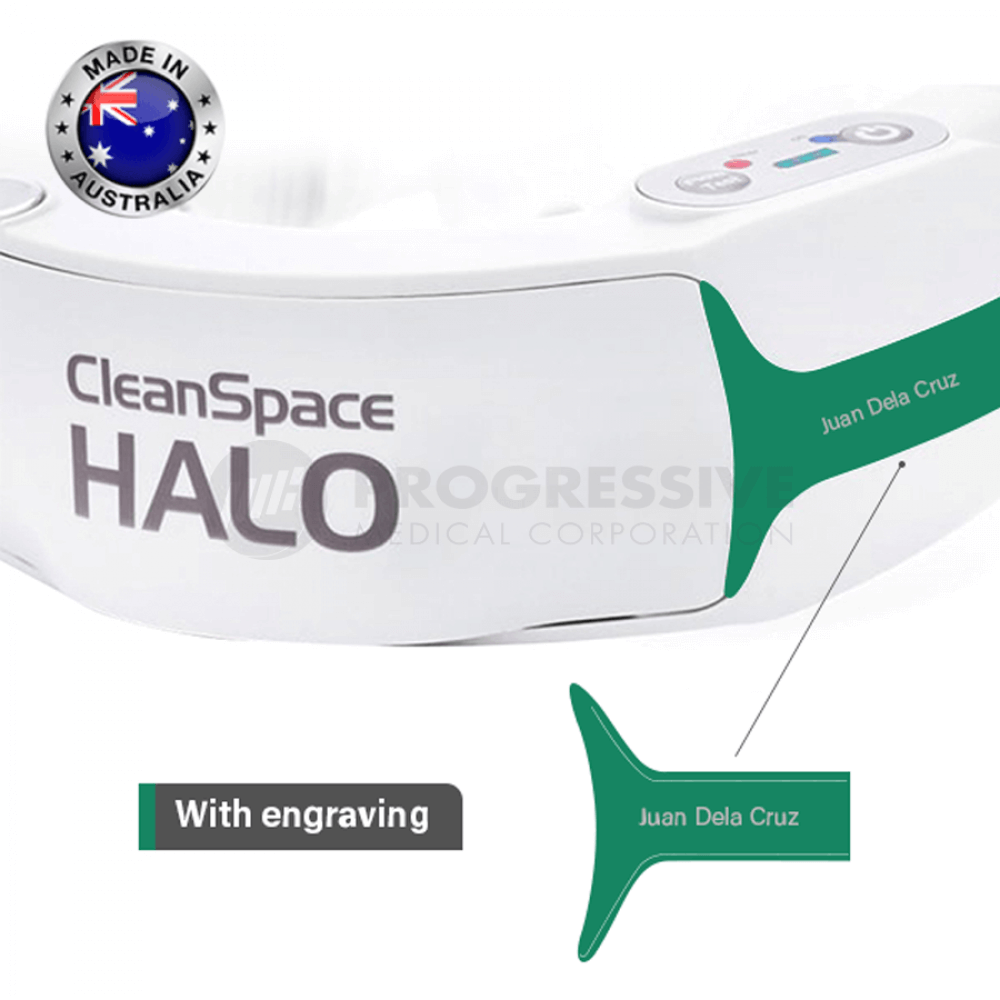 MADE IN
AUSTRALIA
CleanSpace
HALO
PROGRESSIVE
MEDICAL CORPORATION
Juan Dela Cruz
With engraving
Juan Dela Cruz